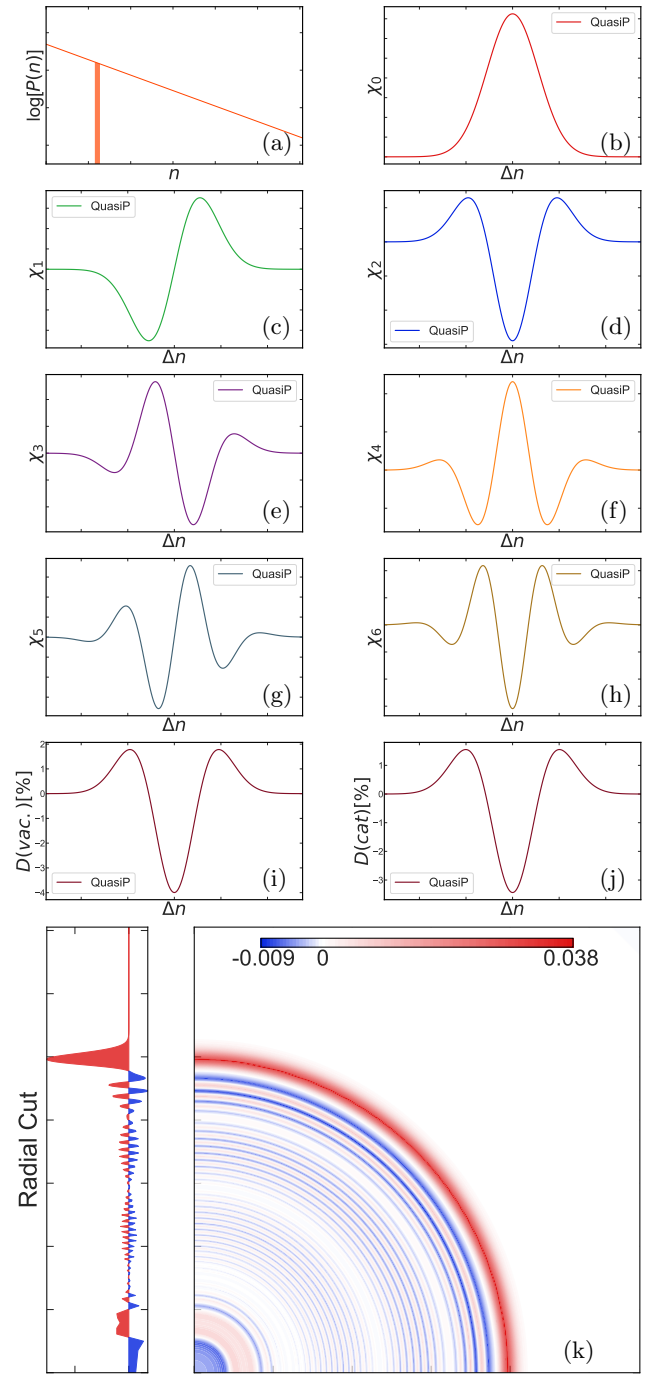 log[P(n)]
(a)
n
QuasiP
χ0
(b)
Δn
QuasiP
χ1
(c)
Δn
QuasiP
χ2
(d)
Δn
QuasiP
χ3
(e)
Δn
QuasiP
χ4
(f)
Δn
QuasiP
χ5
(g)
Δn
QuasiP
χ6
(h)
Δn
2
1
0
−1
−2
−3
−4
D(vac.)[%]
QuasiP
(i)
Δn
1
0
−1
−2
−3
D(cat)[%]
QuasiP
(j)
Δn
Radial Cut
-0.009 0 0.038
(k)